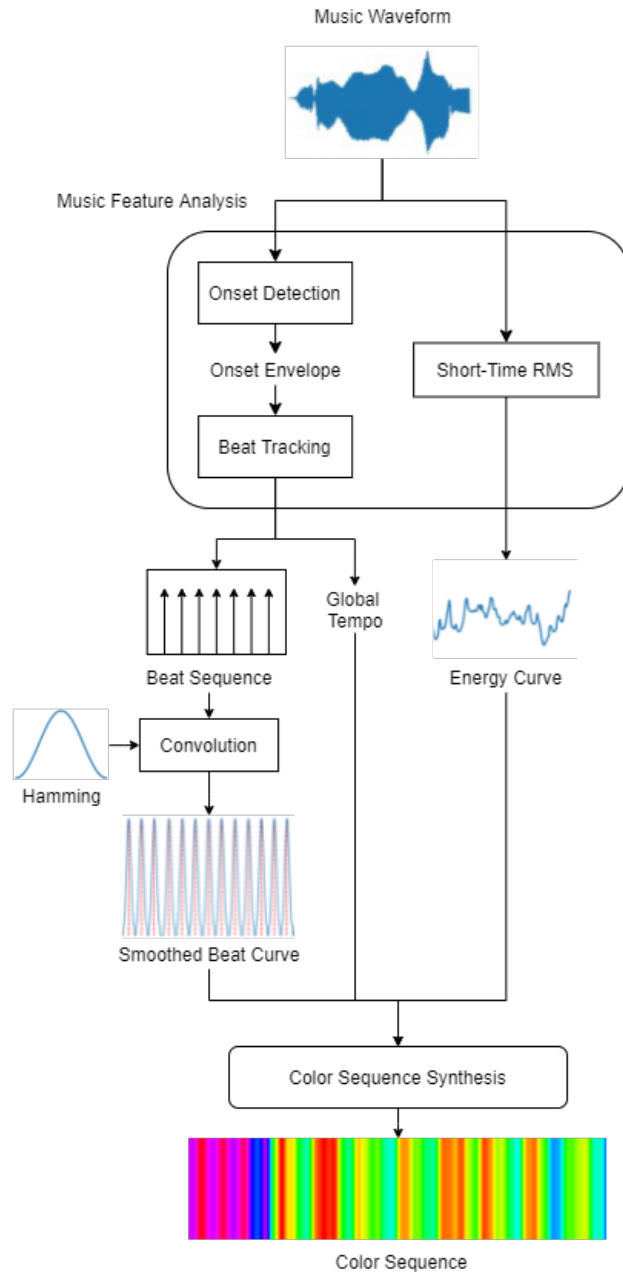 Music Waveform
Music Feature Analysis
Onset Detection
Onset Envelope
Short-Time RMS
Beat Tracking
Global
Tempo
Beat Sequence
Energy Curve
Convolution
Hamming
Smoothed Beat Curve
Color Sequence Synthesis
Color Sequence